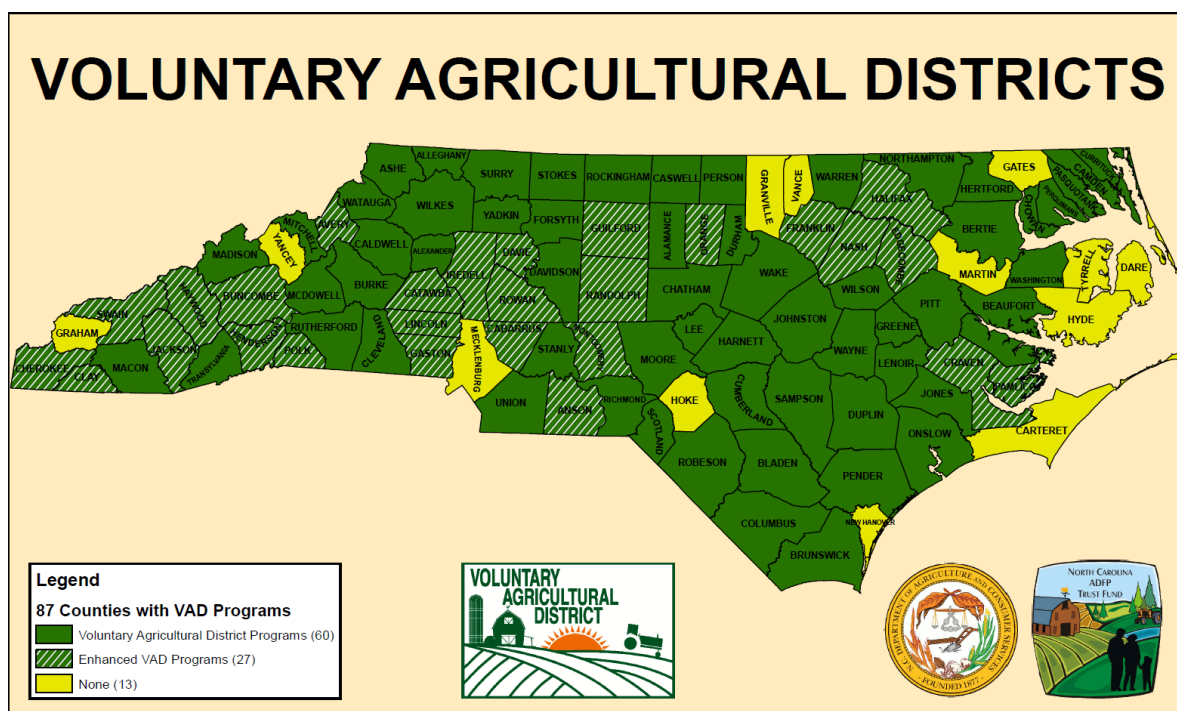 VOLUNTARY AGRICULTURAL DISTRICTS
ASHE
ALLEGHANY
SURRY
STOKES
ROCKINGHAM
CASWELL
PERSON
GRANVILLE
VANCE
WARREN
NORTHAMPTON
GATES
CURRITUCK
CAMDEN
PASQUOTANK
PERQUIMANS
CHOWAN
HERTFORD
HALIFAX
WATAUGA
WILKES
YADKIN
FORSYTH
GUILFORD
ALAMANCE
ORANGE
DURHAM
FRANKLIN
NASH
EDGECOMBE
BERTIE
AVERY
MITCHELL
YANCEY
MADISON
CALDWELL
ALEXANDER
IREDELL
DAVIE
DAVIDSON
RANDOLPH
CHATHAM
WAKE
WILSON
MARTIN
WASHINGTON
TYRRELL
DARE
HAYWOOD
BUNCOMBE
MCDOWELL
BURKE
CATAWBA
ROWAN
JOHNSTON
PITT
BEAUFORT
HYDE
SWAIN
GRAHAM
RUTHERFORD
CLEVELAND
LINCOLN
CABARRUS
MONTGOMERY
LEE
HARNETT
WAYNE
GREENE
LENOIR
CRAVEN
PAMLICO
CHEROKEE
CLAY
MACON
JACKSON
TRANSYLVANIA
HENDERSON
POLK
GASTON
MECKLENBURG
STANLY
MOORE
JONES
CARTERET
UNION
ANSON
RICHMOND
SCOTLAND
HOKE
CUMBERLAND
SAMPSON
DUPLIN
ONSLOW
ROBESON
BLADEN
PENDER
COLUMBUS
BRUNSWICK
NEW HANOVER
Legend
87 Counties with VAD Programs
Voluntary Agricultural District Programs (60)
Enhanced VAD Programs (27)
None (13)
VOLUNTARY
AGRICULTURAL
DISTRICT
N.C. DEPARTMENT OF AGRICULTURE AND CONSUMER SERVICES
FOUNDED 1877
NORTH CAROLINA
ADFP
TRUST FUND